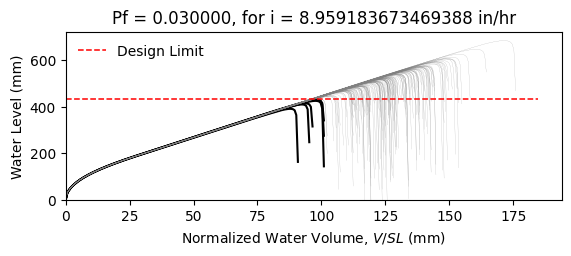 Pf = 0.030000, for i = 8.959183673469388 in/hr
Design Limit
Water Level (mm)
600
400
200
0
0 25 50 75 100 125 150 175
Normalized Water Volume, V/SL (mm)